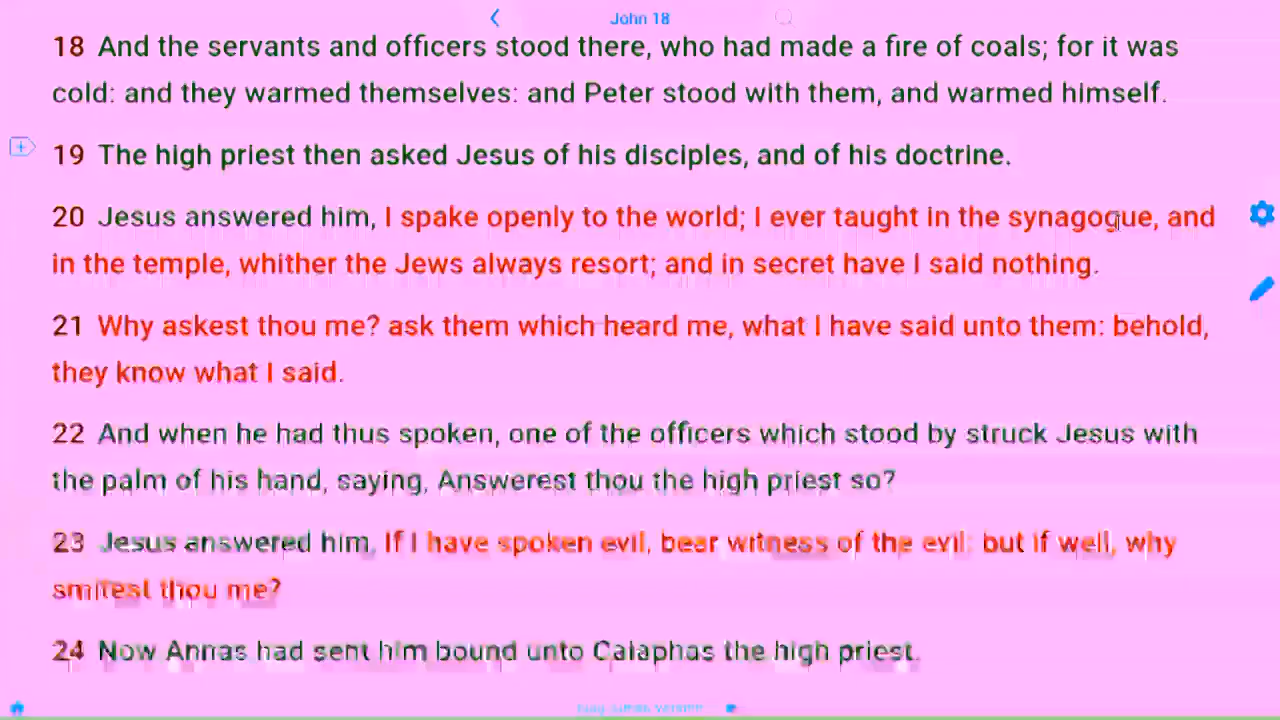 John 18
18 And the servants and officers stood there, who had made a fire of coals; for it was
cold: and they warmed themselves: and Peter stood with them, and warmed himself.
19 The high priest then asked Jesus of his disciples, and of his doctrine.
20 Jesus answered him, I spake openly to the world; I ever taught in the synagogue, and
in the temple, whither the Jews always resort; and in secret have I said nothing.
21 Why askest thou me? ask them which heard me, what I have said unto them: behold,
they know what I said.
22 And when he had thus spoken, one of the officers which stood by struck Jesus with
the palm of his hand, saying, Answerest thou the high priest so?
23 Jesus answered him, If I have spoken evil, bear witness of the evil: but if well, why
smitest thou me?
24 Now Annas had sent him bound unto Caiaphas the high priest.
King James Version